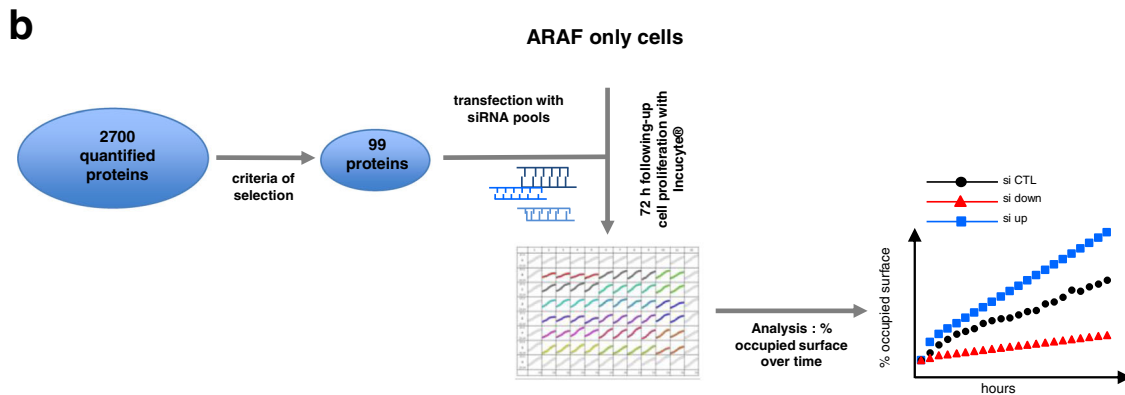 b
ARAF only cells
2700
quantified
proteins
criteria of
selection
99
proteins
transfection with
siRNA pools
72 h following-up
cell proliferation with
Incucyte®
Analysis : %
occupied surface
over time
si CTL
si down
si up
% occupied surface
hours